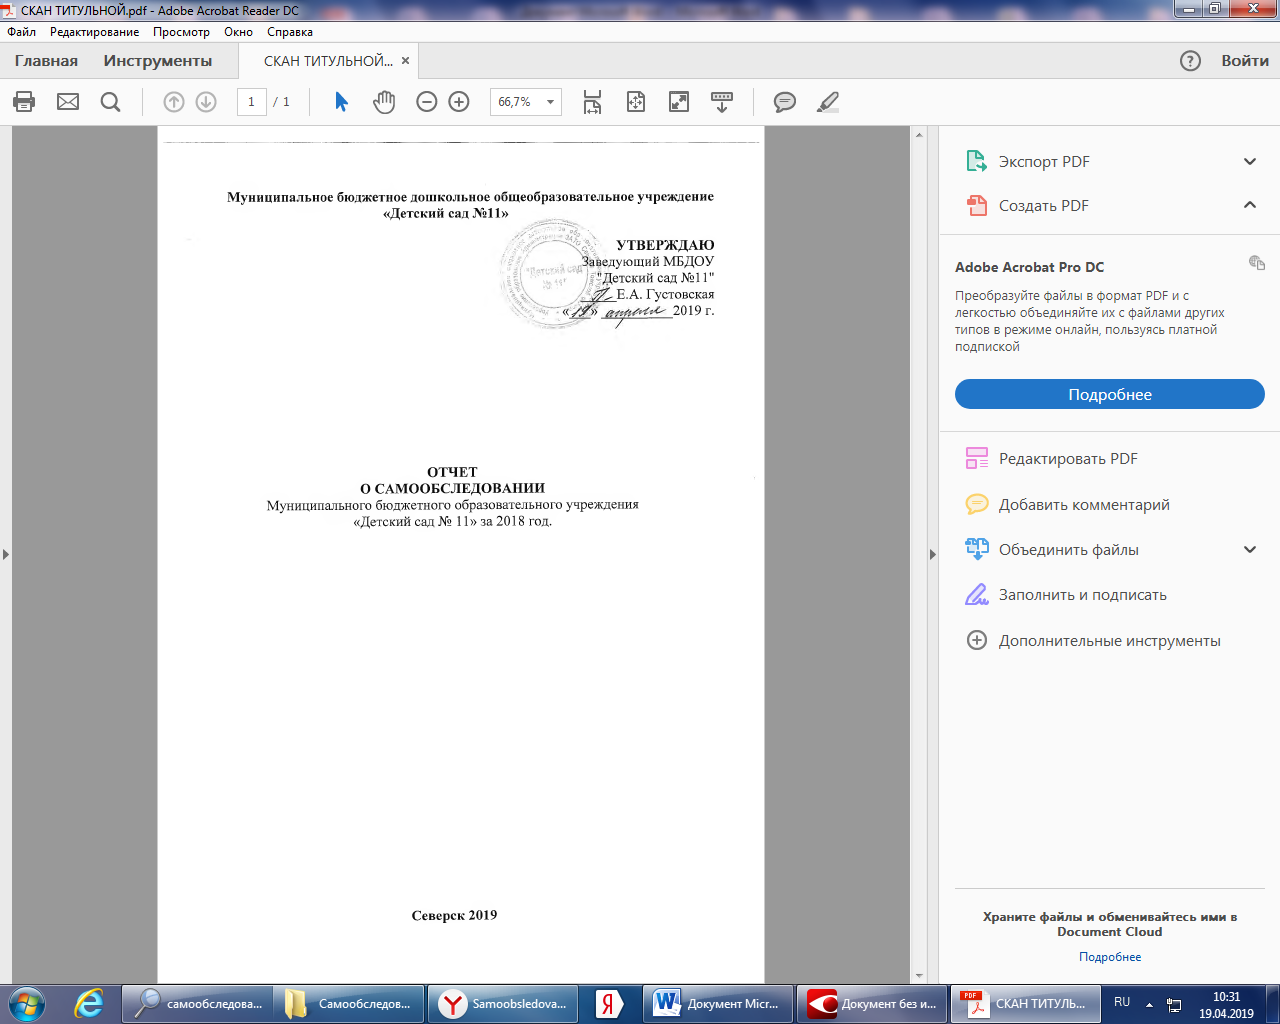 СКАН ТИТУЛЬНОЙ.pdf - Adobe Acrobat Reader DC
Файл Редактирование Просмотр Окно Справка
Главная Инструменты СКАН ТИТУЛЬНОЙ... × Войти
1 / 1 66,7%
Муниципальное бюджетное дошкольное общеобразовательное учреждение
«Детский сад №11»
УТВЕРЖДАЮ
Заведующий МБДОУ
"Детский сад №11"
Е.А. Густовская
«19» апреля 2019 г.
"Детский сад
№ 11"
ОТЧЕТ
О САМООБСЛЕДОВАНИИ
Муниципального бюджетного образовательного учреждения
«Детский сад № 11» за 2018 год.
Северск 2019
Экспорт PDF
Создать PDF
Adobe Acrobat Pro DC
Преобразуйте файлы в формат PDF и с
легкостью объединяйте их с файлами других
типов в режиме онлайн, пользуясь платной
подпиской
Подробнее
Редактировать PDF
Добавить комментарий
Объединить файлы
Заполнить и подписать
Дополнительные инструменты
Храните файлы и обменивайтесь ими в
Document Cloud
Подробнее
самообследова... Самообследов... Samoobsledova... Я Документ Micr... Документ без и... СКАН ТИТУЛЬ... RU 10:31
19.04.2019